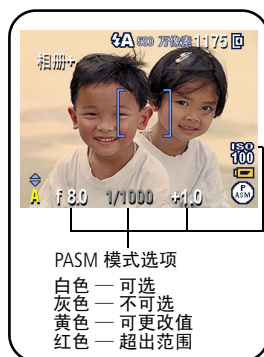 580 万像素 1175
相册+
ISO
100
A f 8.0 1/1000 +1.0
P
ASM
PASM 模式选项
白色 — 可选
灰色 — 不可选
黄色 — 可更改值
红色 — 超出范围